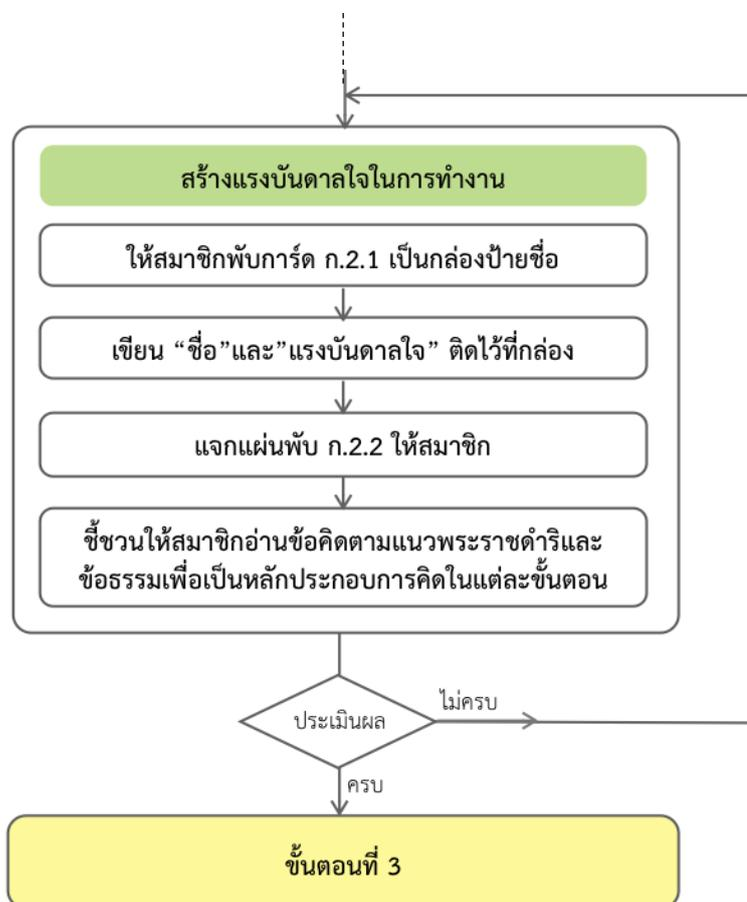 สร้างแรงบันดาลใจในการทำงาน
ให้สมาชิกพับการ์ด ก.2.1 เป็นกล่องป้ายชื่อ
เขียน “ชื่อ”และ”แรงบันดาลใจ” ติดไว้ที่กล่อง
แจกแผ่นพับ ก.2.2 ให้สมาชิก
ชี้ชวนให้สมาชิกอ่านข้อคิดตามแนวพระราชดำริและ
ข้อธรรมเพื่อเป็นหลักประกอบการคิดในแต่ละขั้นตอน
ประเมินผล
ไม่ครบ
ครบ
ขั้นตอนที่ 3